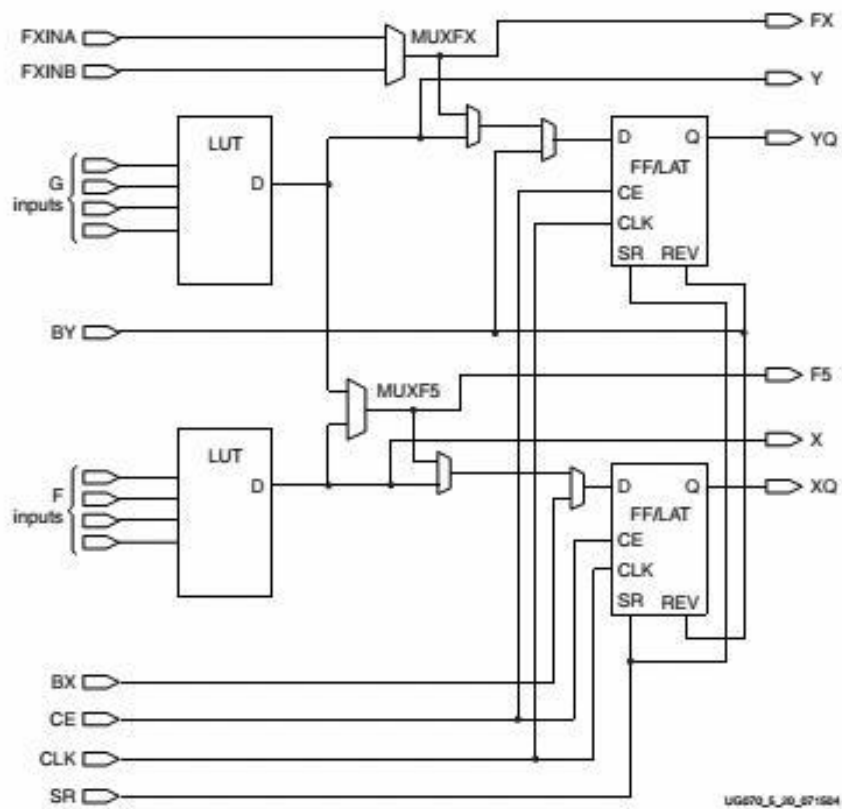 FXINA
FXINB
MUXFX
FX
Y
LUT
D
G
inputs
D Q
FF/LAT
CE
CLK
SR REV
YQ
BY
MUXF5
F5
X
LUT
D
F
inputs
D Q
FF/LAT
CE
CLK
SR REV
XQ
BX
CE
CLK
SR
UG070_5_20_071504